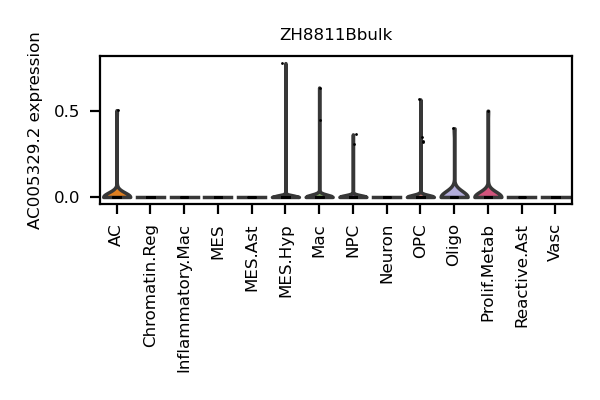 ZH8811Bbulk
AC005329.2 expression
0.5
0.0
AC
Chromatin.Reg
Inflammatory.Mac
MES
MES.Ast
MES.Hyp
Mac
NPC
Neuron
OPC
Oligo
Prolif.Metab
Reactive.Ast
Vasc